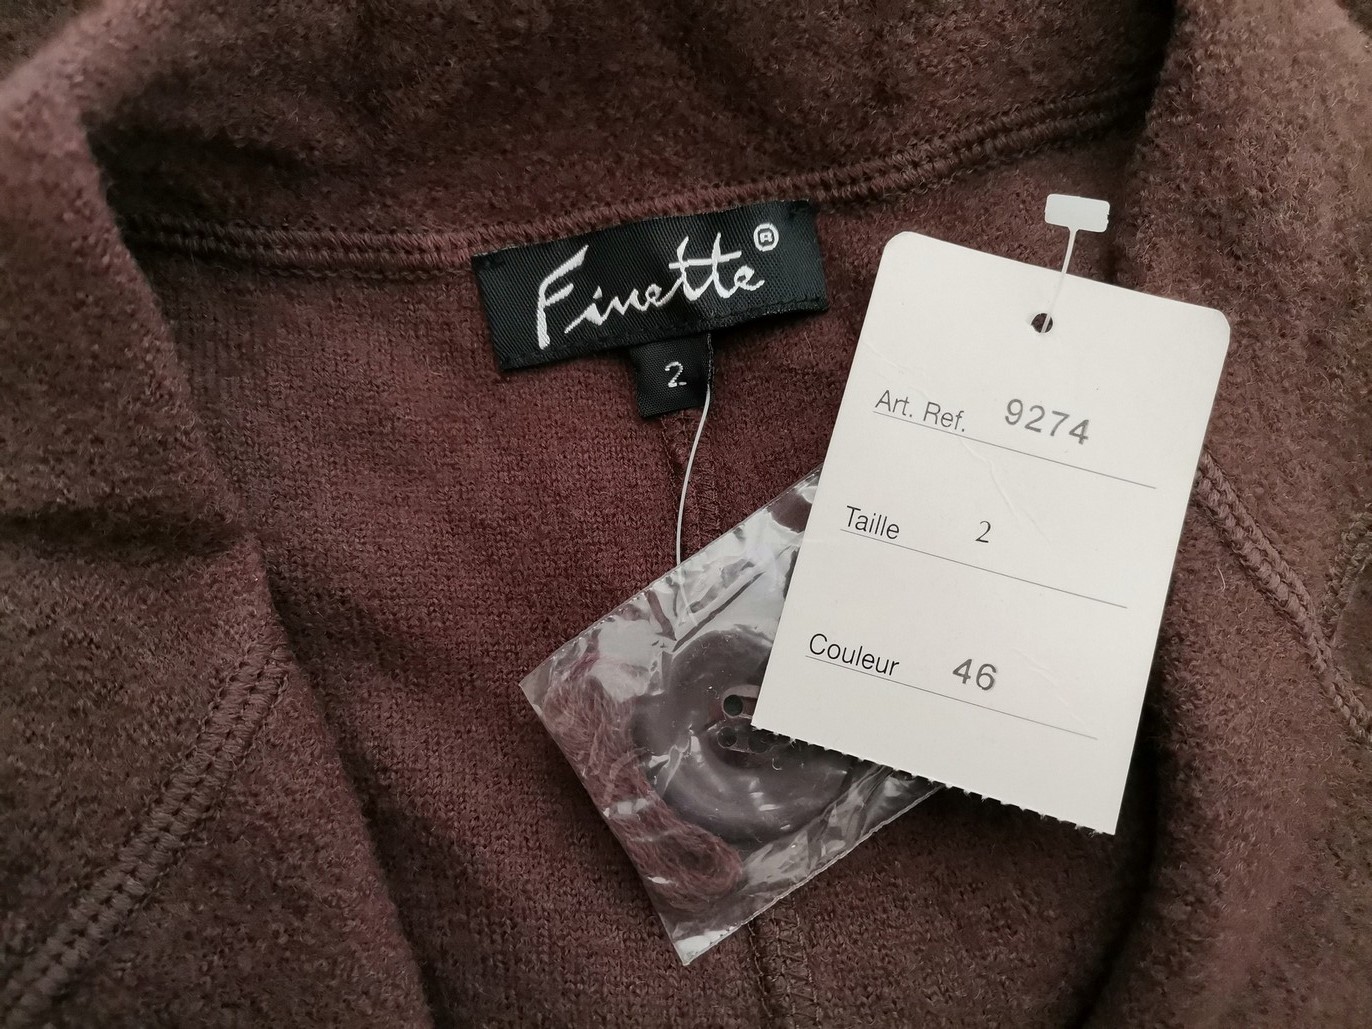 Finette®
2
Art. Ref. 9274
Taille 2
Couleur 46